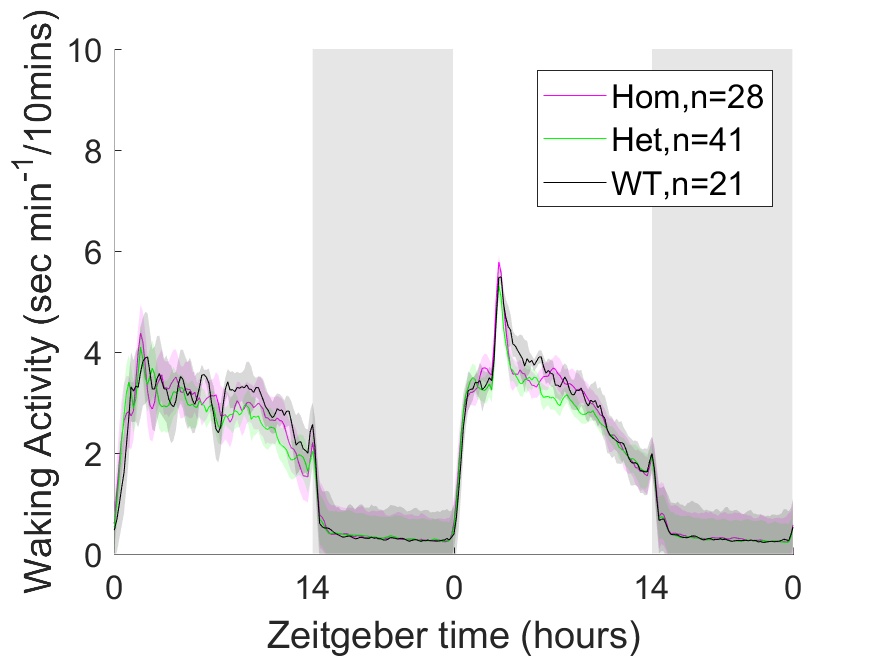 Waking Activity (sec min-1/10mins)
10
8
6
4
2
0
Hom,n=28
Het,n=41
WT,n=21
0 14 0 14 0
Zeitgeber time (hours)